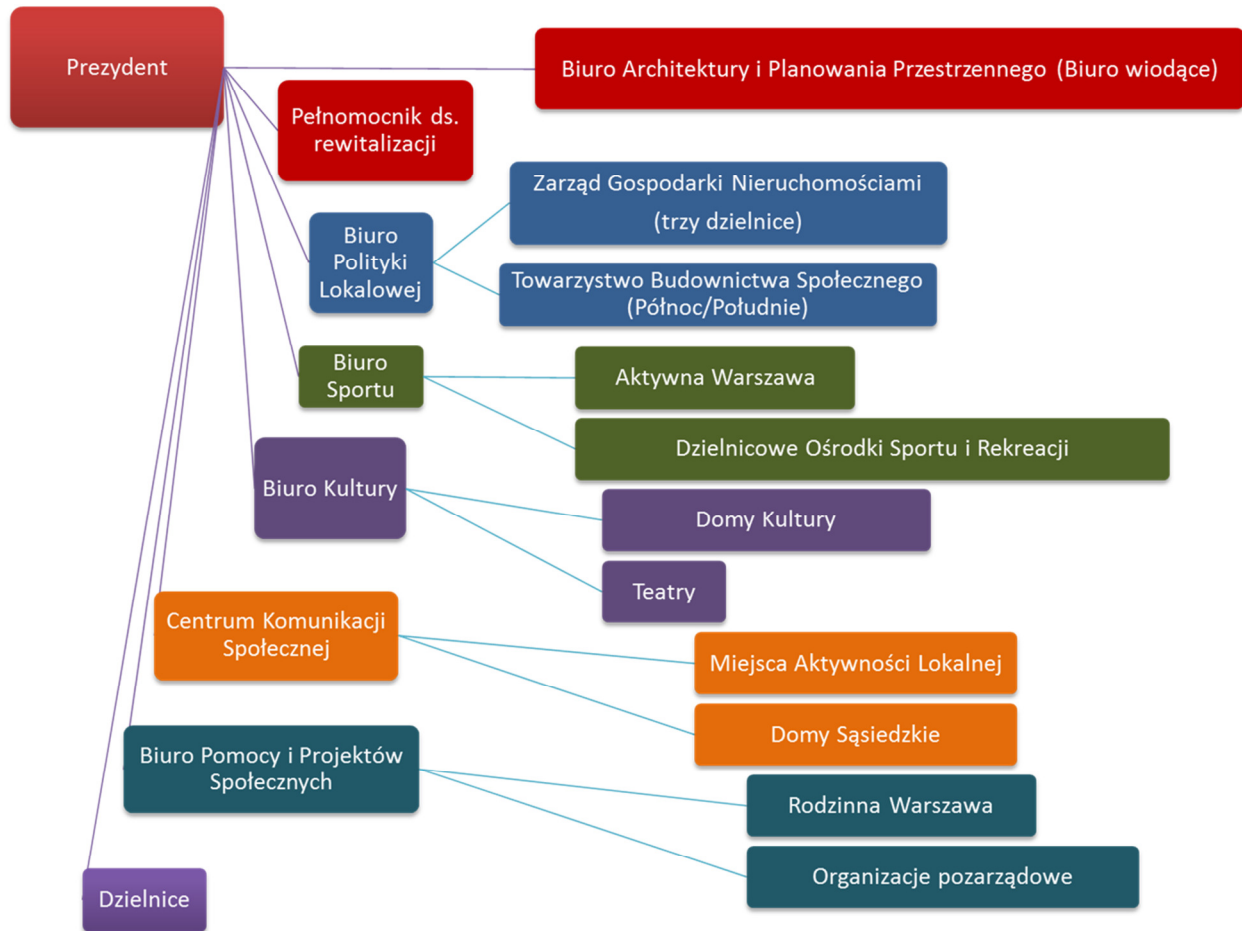 Prezydent
Biuro Architektury i Planowania Przestrzennego (Biuro wiodące)
Pełnomocnik ds.
rewitalizacji
Biuro
Polityki
Lokalowej
Zarząd Gospodarki Nieruchomościami
(trzy dzielnice)
Towarzystwo Budownictwa Społecznego
(Północ/Południe)
Biuro
Sportu
Aktywna Warszawa
Dzielnicowe Ośrodki Sportu i Rekreacji
Biuro Kultury
Domy Kultury
Teatry
Centrum Komunikacji
Społecznej
Miejsca Aktywności Lokalnej
Domy Sąsiedzkie
Biuro Pomocy i Projektów
Społecznych
Rodzinna Warszawa
Organizacje pozarządowe
Dzielnice